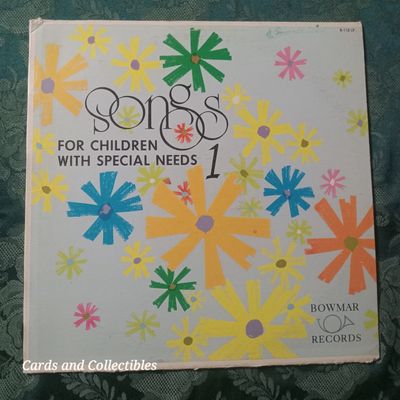 Songs
FOR CHILDREN
WITH SPECIAL NEEDS 1
BOWMAR
RECORDS
Cards and Collectibles